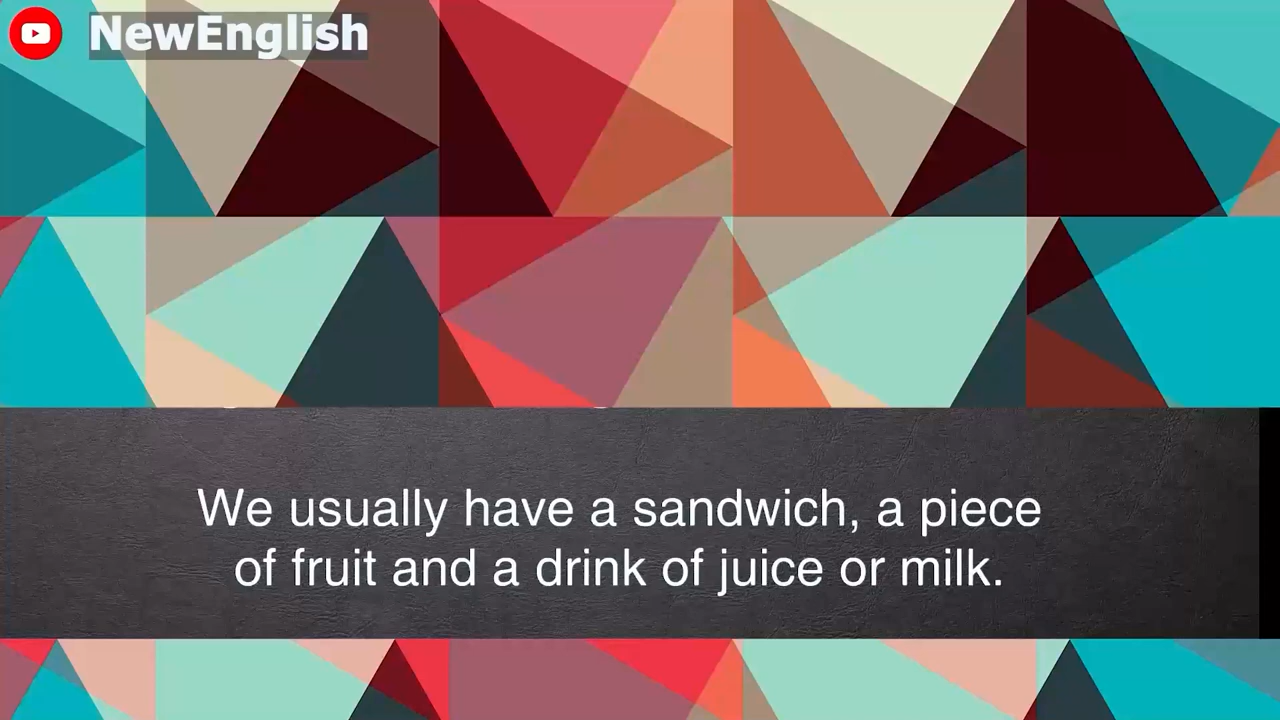 NewEnglish
We usually have a sandwich, a piece
of fruit and a drink of juice or milk.